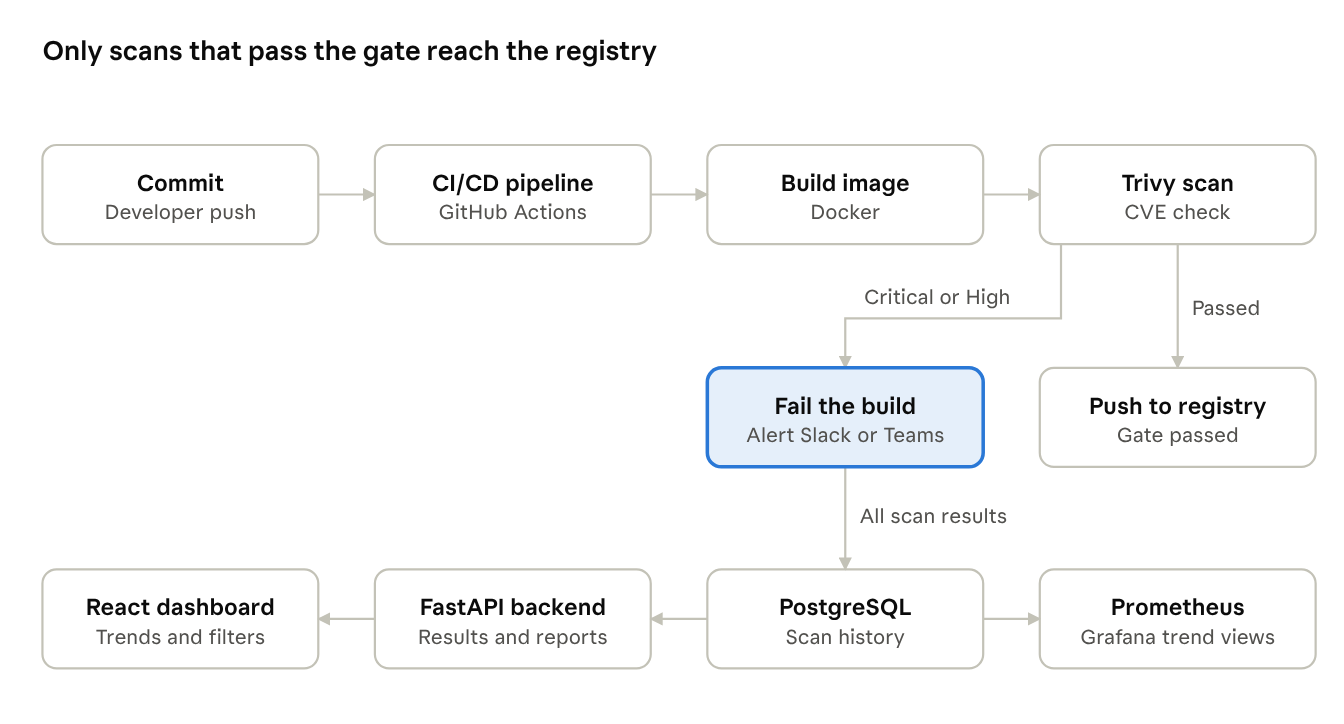 Only scans that pass the gate reach the registry
Commit
Developer push
CI/CD pipeline
GitHub Actions
Build image
Docker
Trivy scan
CVE check
Critical or High
Passed
Fail the build
Alert Slack or Teams
Push to registry
Gate passed
All scan results
React dashboard
Trends and filters
FastAPI backend
Results and reports
PostgreSQL
Scan history
Prometheus
Grafana trend views